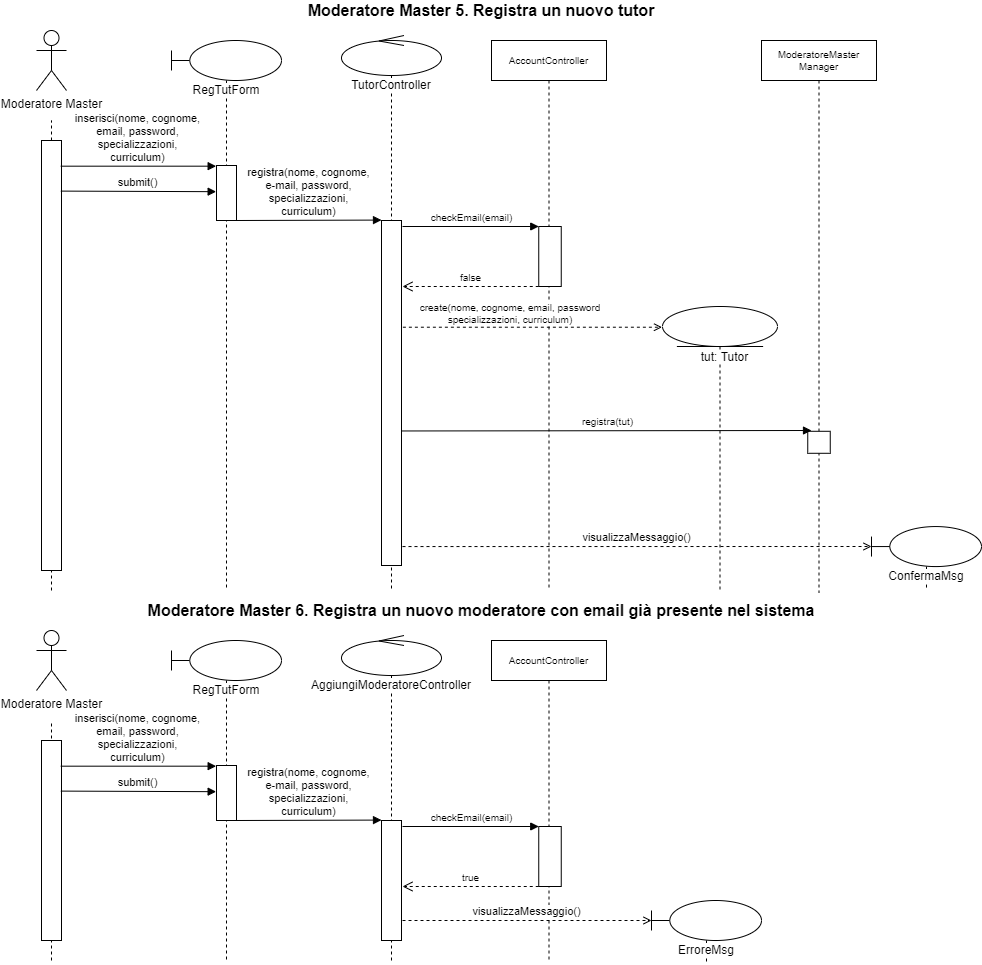 Moderatore Master 5. Registra un nuovo tutor
RegTutForm
TutorController
AccountController
ModeratoreMaster
Manager
Moderatore Master
inserisci(nome, cognome,
email, password,
specializzazioni,
curriculum)
submit()
registra(nome, cognome,
e-mail, password,
specializzazioni,
curriculum)
checkEmail(email)
false
create(nome, cognome, email, password
specializzazioni, curriculum)
tut: Tutor
registra(tut)
visualizzaMessaggio()
ConfermaMsg
Moderatore Master 6. Registra un nuovo moderatore con email già presente nel sistema
RegTutForm
AggiungiModeratoreController
AccountController
Moderatore Master
inserisci(nome, cognome,
email, password,
specializzazioni,
curriculum)
submit()
registra(nome, cognome,
e-mail, password,
specializzazioni,
curriculum)
checkEmail(email)
true
visualizzaMessaggio()
ErroreMsg